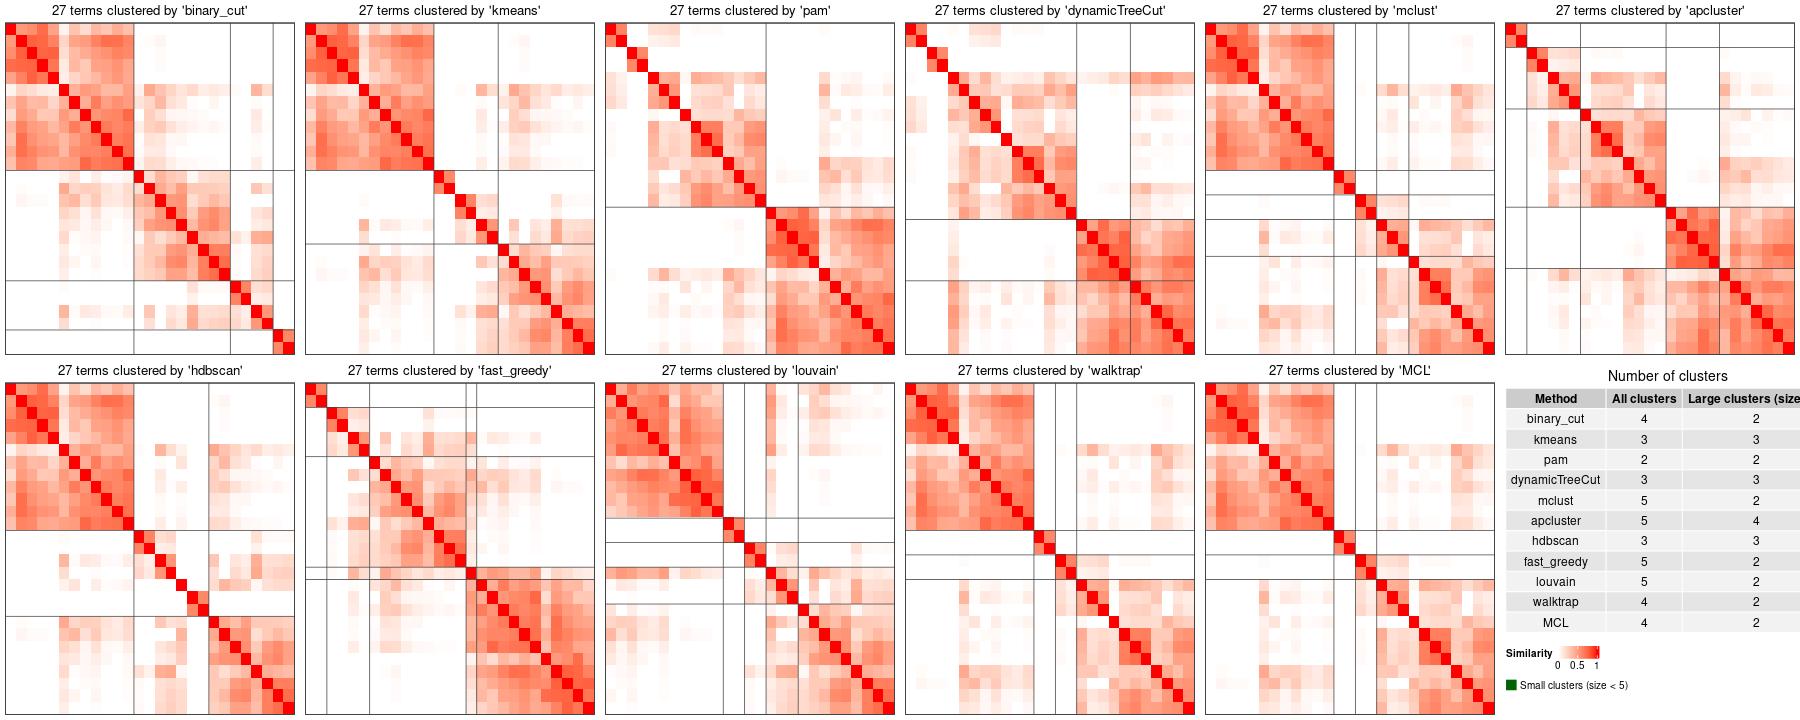 27 terms clustered by 'binary_cut'
27 terms clustered by 'kmeans'
27 terms clustered by 'pam'
27 terms clustered by 'dynamicTreeCut'
27 terms clustered by 'mclust'
27 terms clustered by 'apcluster'
27 terms clustered by 'hdbscan'
27 terms clustered by 'fast_greedy'
27 terms clustered by 'louvain'
27 terms clustered by 'walktrap'
27 terms clustered by 'MCL'
Number of clusters
Method All clusters Large clusters (size
binary_cut 4 2
kmeans 3 3
pam 2 2
dynamicTreeCut 3 3
mclust 5 2
apcluster 5 4
hdbscan 3 3
fast_greedy 5 2
louvain 5 2
walktrap 4 2
MCL 4 2
Similarity
0 0.5 1
Small clusters (size < 5)